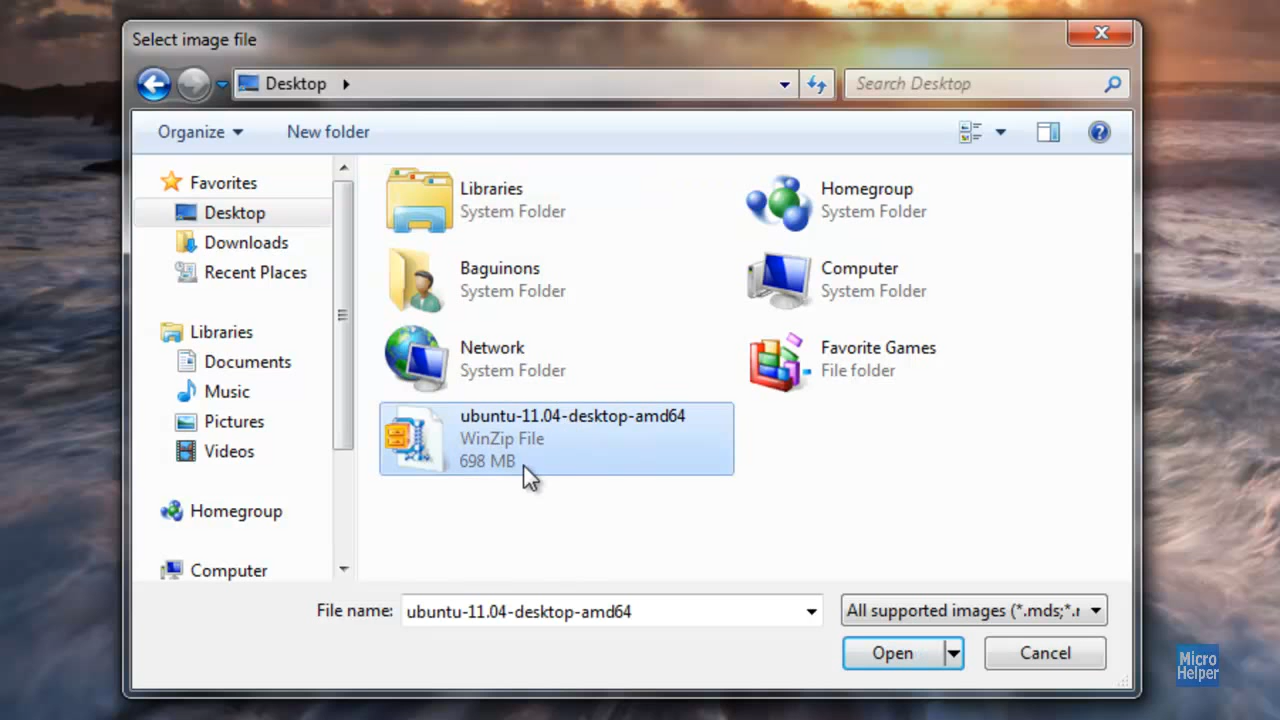 Select image file
Desktop
Search Desktop
Organize
New folder
Favorites
Desktop
Downloads
Recent Places
Libraries
Documents
Music
Pictures
Videos
Homegroup
Computer
Libraries
System Folder
Homegroup
System Folder
Baguinons
System Folder
Computer
System Folder
Network
System Folder
Favorite Games
File folder
ubuntu-11.04-desktop-amd64
WinZip File
698 MB
File name:
ubuntu-11.04-desktop-amd64
All supported images (*.mds;*.
Open
Cancel
Micro
Helper